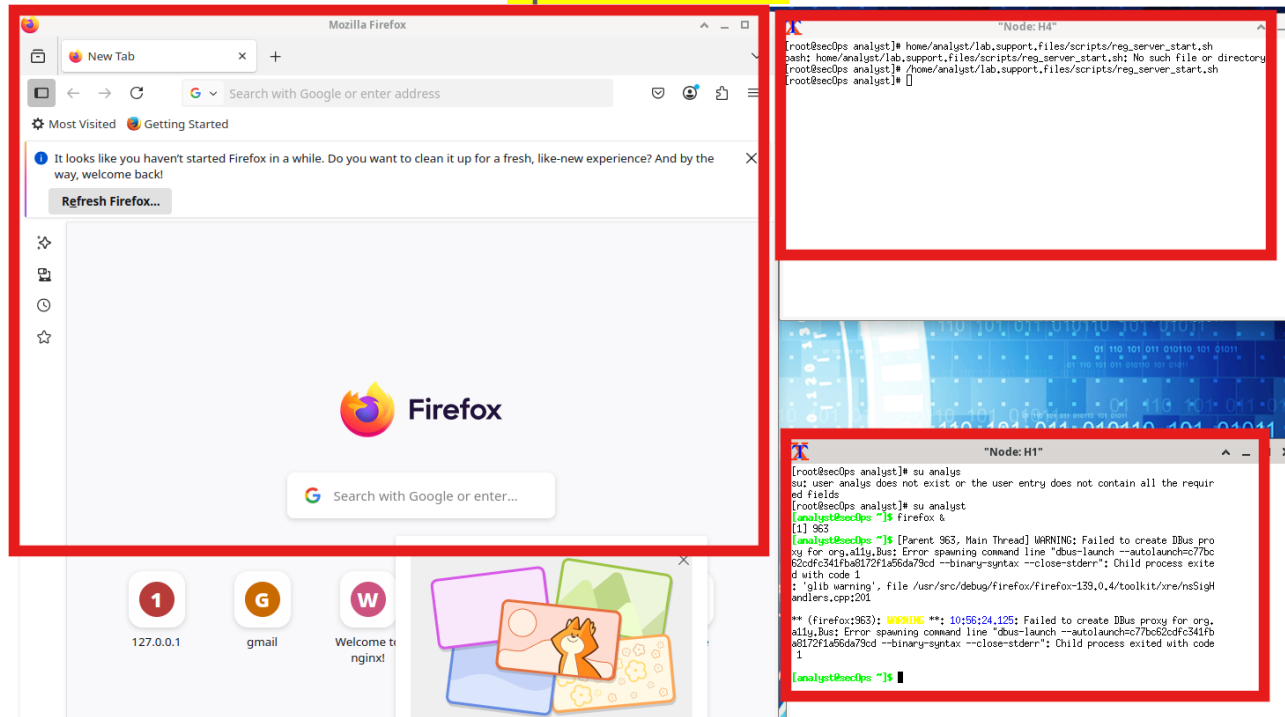 Mozilla Firefox
New Tab
Search with Google or enter address
Most Visited
Getting Started
It looks like you haven't started Firefox in a while. Do you want to clean it up for a fresh, like-new experience? And by the
way, welcome back!
Refresh Firefox...
Firefox
Search with Google or enter...
1
127.0.0.1
G
gmail
W
Welcome to
nginx!
"Node: H4"
[root@secOps analyst]# home/analyst/lab.support.files/scripts/reg_server_start.sh
bash: home/analyst/lab.support.files/scripts/reg_server_start.sh: No such file or directory
[root@secOps analyst]# /home/analyst/lab.support.files/scripts/reg_server_start.sh
[root@secOps analyst]#
"Node: H1"
[root@secOps analyst]# su analys
su: user analys does not exist or the user entry does not contain all the requir
ed fields
[root@secOps analyst]# su analyst
[analyst@secOps ~]$ firefox &
[1] 963
[analyst@secOps ~]$ [Parent 963, Main Thread] WARNING: Failed to create DBus pro
xy for org.a11y.Bus: Error spawning command line "dbus-launch --autolaunch=c77bc
62cdfc341fba8172f1a56da79cd --binary-syntax --close-stderr": Child process exite
d with code 1
: 'glib warning', file /usr/src/debug/firefox/firefox-139.0.4/toolkit/xre/nsSigH
andlers.cpp:201
** (firefox:963): WARNING **: 10:56:24.125: Failed to create DBus proxy for org.
a11y.Bus: Error spawning command line "dbus-launch --autolaunch=c77bc62cdfc341fb
a8172f1a56da79cd --binary-syntax --close-stderr": Child process exited with code
1
[analyst@secOps ~]$